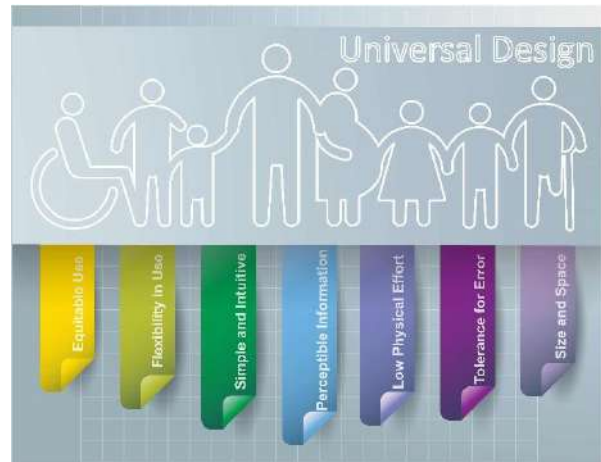 Universal Design
Equitable Use
Flexibility in Use
Simple and Intuitive
Perceptible Information
Low Physical Effort
Tolerance for Error
Size and Space